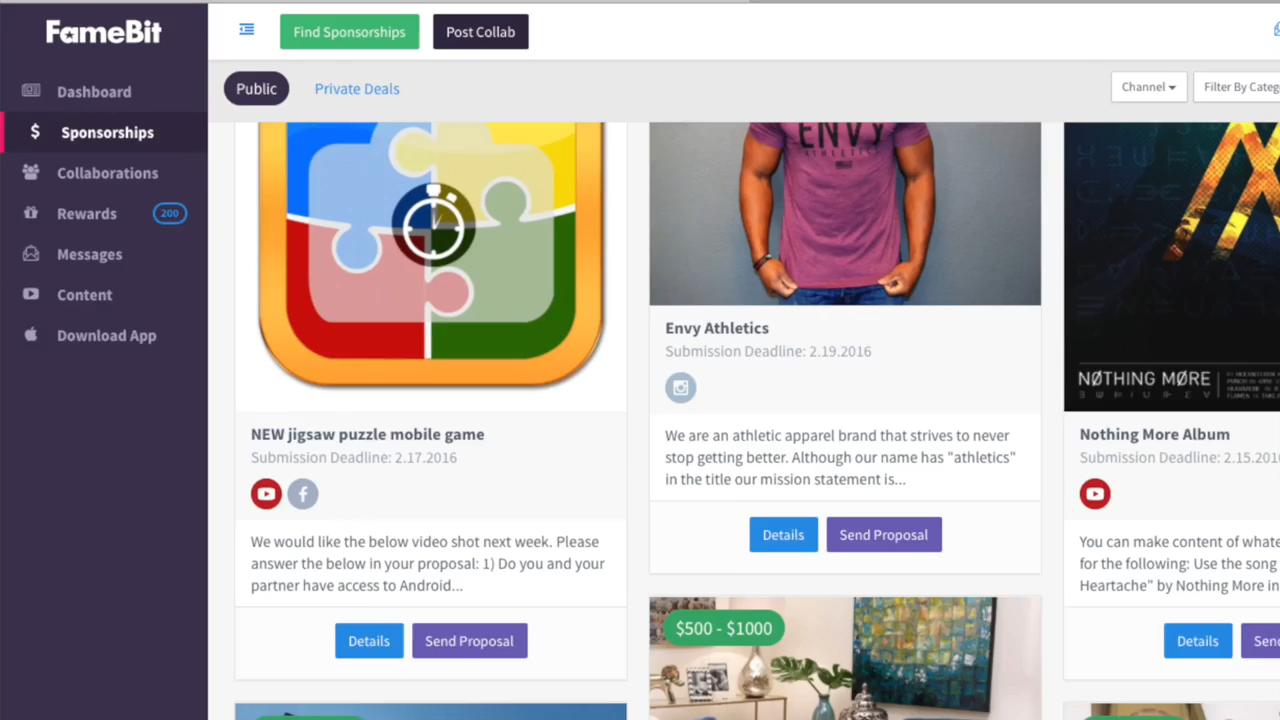 FameBit
Find Sponsorships
Post Collab
Dashboard
Sponsorships
Collaborations
Rewards
200
Messages
Content
Download App
Public
Private Deals
Channel
Filter By Categ
NEW jigsaw puzzle mobile game
Submission Deadline: 2.17.2016
We would like the below video shot next week. Please
answer the below in your proposal: 1) Do you and your
partner have access to Android...
Details
Send Proposal
ENVY
ATHLETICS
Envy Athletics
Submission Deadline: 2.19.2016
We are an athletic apparel brand that strives to never
stop getting better. Although our name has "athletics"
in the title our mission statement is...
Details
Send Proposal
$500 - $1000
NØTHING MØRE
Nothing More Album
Submission Deadline: 2.15.201
You can make content of whate
for the following: Use the song
Heartache" by Nothing More in
Details
Send